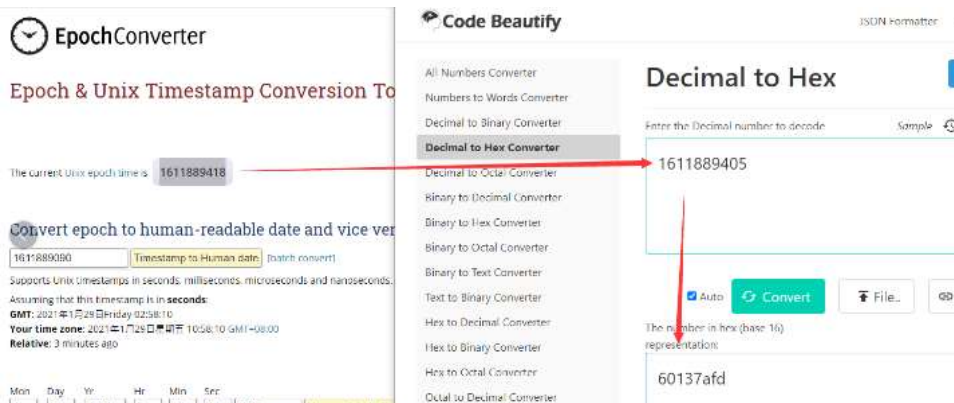 EpochConverter
Epoch & Unix Timestamp Conversion To
The current Unix epoch time is 1611889418
Convert epoch to human-readable date and vice ver
1611889090 Timestamp to Human date [batch convert]
Supports Unix timestamps in seconds, milliseconds, microseconds and nanoseconds.
Assuming that this timestamp is in seconds:
GMT: 2021年1月29日Friday 02:58:10
Your time zone: 2021年1月29日星期五 10:58:10 GMT+08:00
Relative: 3 minutes ago
Mon Day Yr Hr Min Sec
Code Beautify
JSON Formatter
All Numbers Converter
Numbers to Words Converter
Decimal to Binary Converter
Decimal to Hex Converter
Decimal to Octal Converter
Binary to Decimal Converter
Binary to Hex Converter
Binary to Octal Converter
Binary to Text Converter
Text to Binary Converter
Hex to Decimal Converter
Hex to Binary Converter
Hex to Octal Converter
Octal to Decimal Converter
Decimal to Hex
Enter the Decimal number to decode Sample
1611889405
Auto Convert File..
The number in hex (base 16)
representation:
60137afd